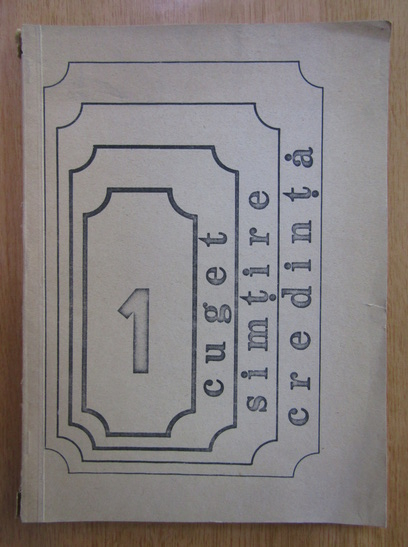 1
cuget
simțire
credință